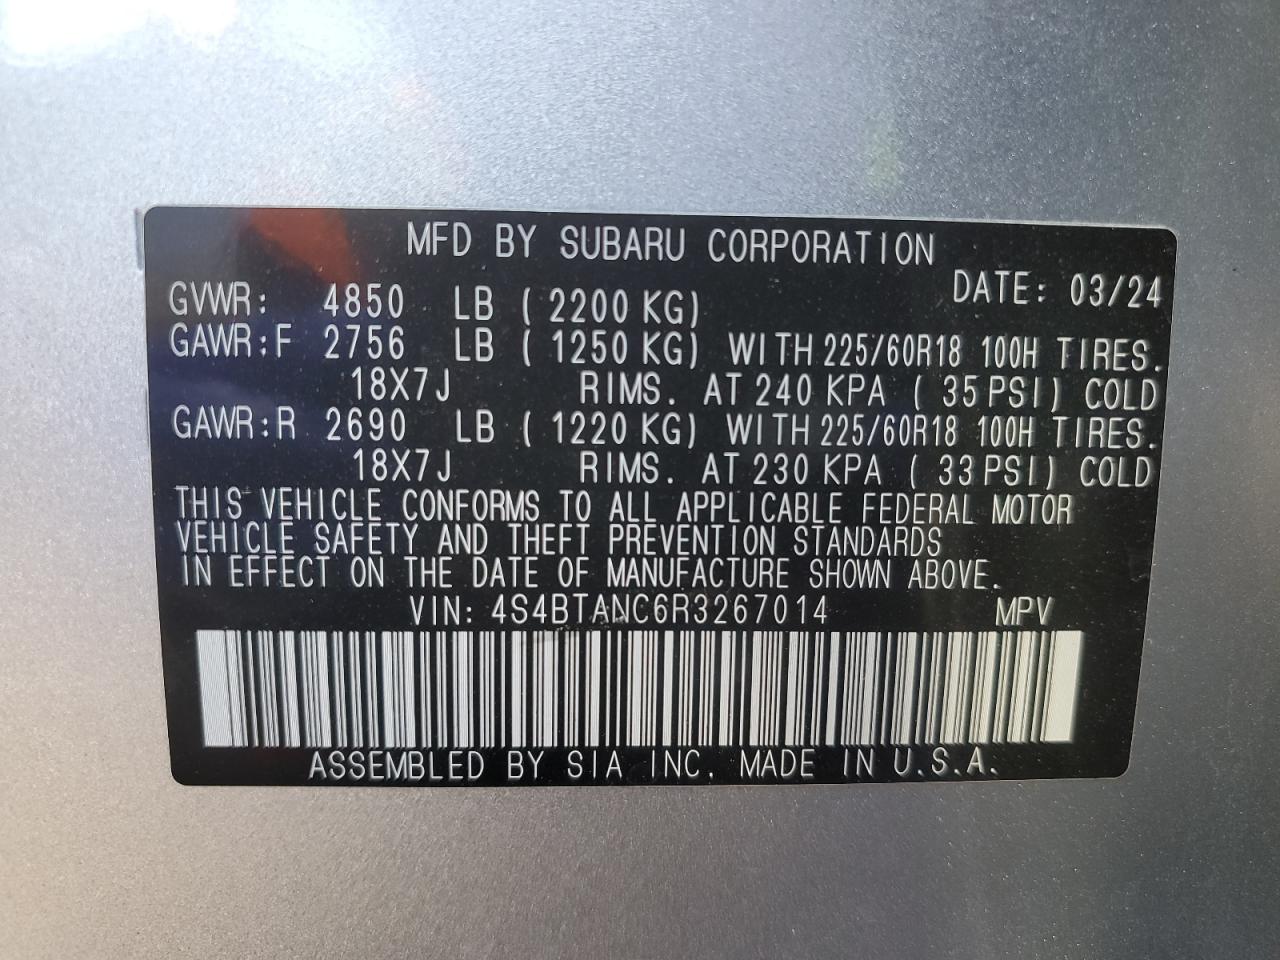 MFD BY SUBARU CORPORATION
DATE: 03/24
GVWR: 4850 LB ( 2200 KG)
GAWR:F 2756 LB ( 1250 KG) WITH 225/60R18 100H TIRES.
18X7J RIMS. AT 240 KPA ( 35 PSI) COLD
GAWR:R 2690 LB ( 1220 KG) WITH 225/60R18 100H TIRES.
18X7J RIMS. AT 230 KPA ( 33 PSI) COLD
THIS VEHICLE CONFORMS TO ALL APPLICABLE FEDERAL MOTOR
VEHICLE SAFETY AND THEFT PREVENTION STANDARDS
IN EFFECT ON THE DATE OF MANUFACTURE SHOWN ABOVE.
VIN: 4S4BTANC6R3267014 MPV
ASSEMBLED BY SIA INC. MADE IN U.S.A.